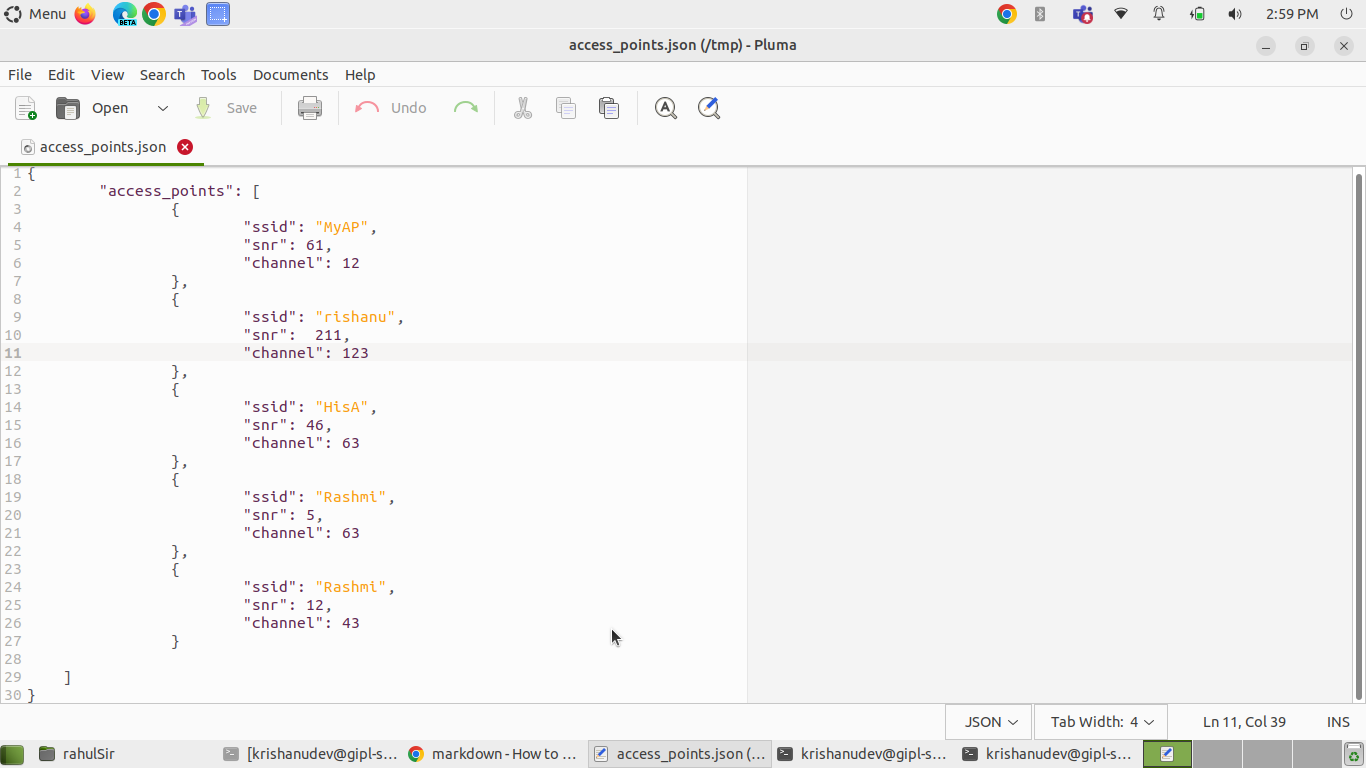 Menu BETA 2:59 PM
access_points.json (/tmp) - Pluma
File Edit View Search Tools Documents Help
Open Save Undo
access_points.json
1 {
2 "access_points": [
3 {
4 "ssid": "MyAP",
5 "snr": 61,
6 "channel": 12
7 },
8 {
9 "ssid": "rishanu",
10 "snr":  211,
11 "channel": 123
12 },
13 {
14 "ssid": "HisA",
15 "snr": 46,
16 "channel": 63
17 },
18 {
19 "ssid": "Rashmi",
20 "snr": 5,
21 "channel": 63
22 },
23 {
24 "ssid": "Rashmi",
25 "snr": 12,
26 "channel": 43
27 }
28
29 ]
30 }
JSON Tab Width: 4 Ln 11, Col 39 INS
rahulSir [krishanudev@gipl-s... markdown - How to ... access_points.json (... krishanudev@gipl-s... krishanudev@gipl-s...